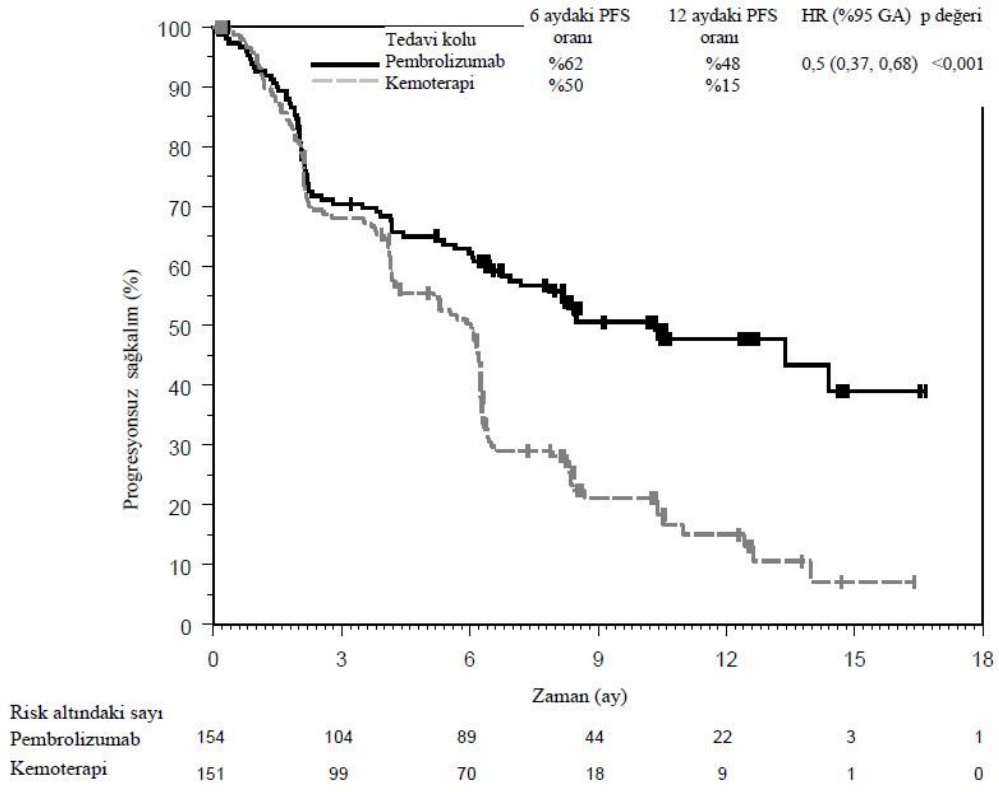 6 aydaki PFS oranı 12 aydaki PFS oranı HR (%95 GA) p değeri
Tedavi kolu
Pembrolizumab %62 %48 0,5 (0,37, 0,68) <0,001
Kemoterapi %50 %15
Progresyonsuz sağkalım (%)
100
90
80
70
60
50
40
30
20
10
0
0 3 6 9 12 15 18
Zaman (ay)
Risk altındaki sayı
Pembrolizumab 154 104 89 44 22 3 1
Kemoterapi 151 99 70 18 9 1 0